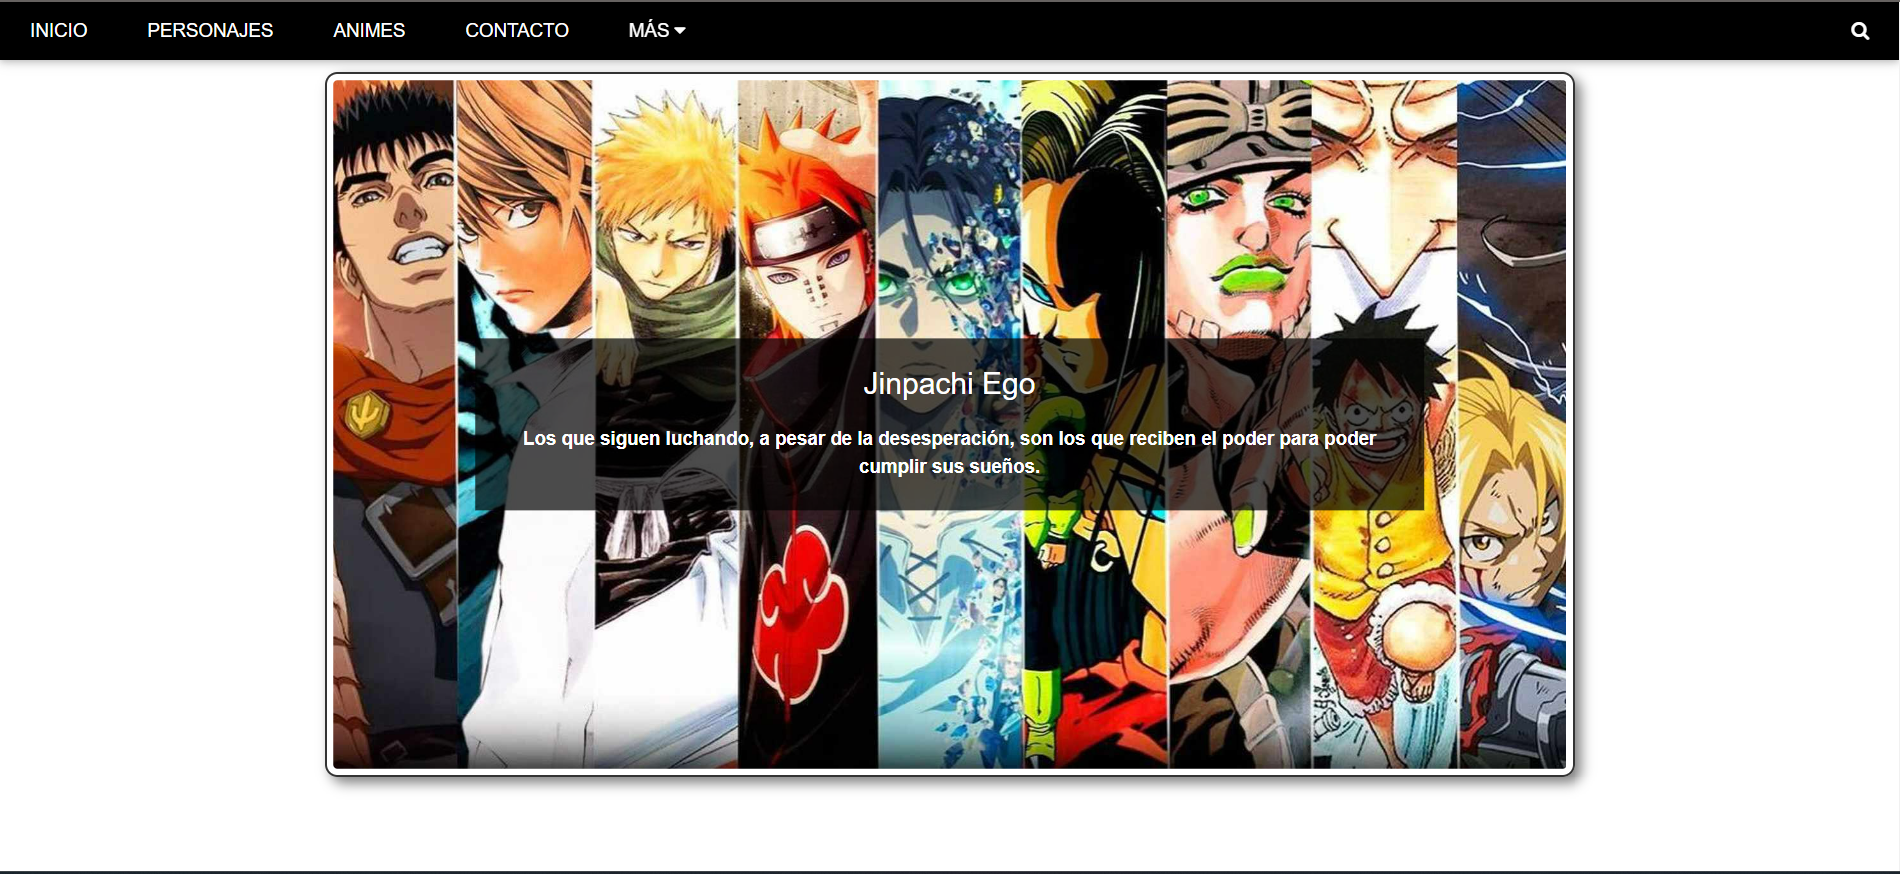 INICIO PERSONAJES ANIMES CONTACTO MÁS
Jinpachi Ego
Los que siguen luchando, a pesar de la desesperación, son los que reciben el poder para poder
cumplir sus sueños.